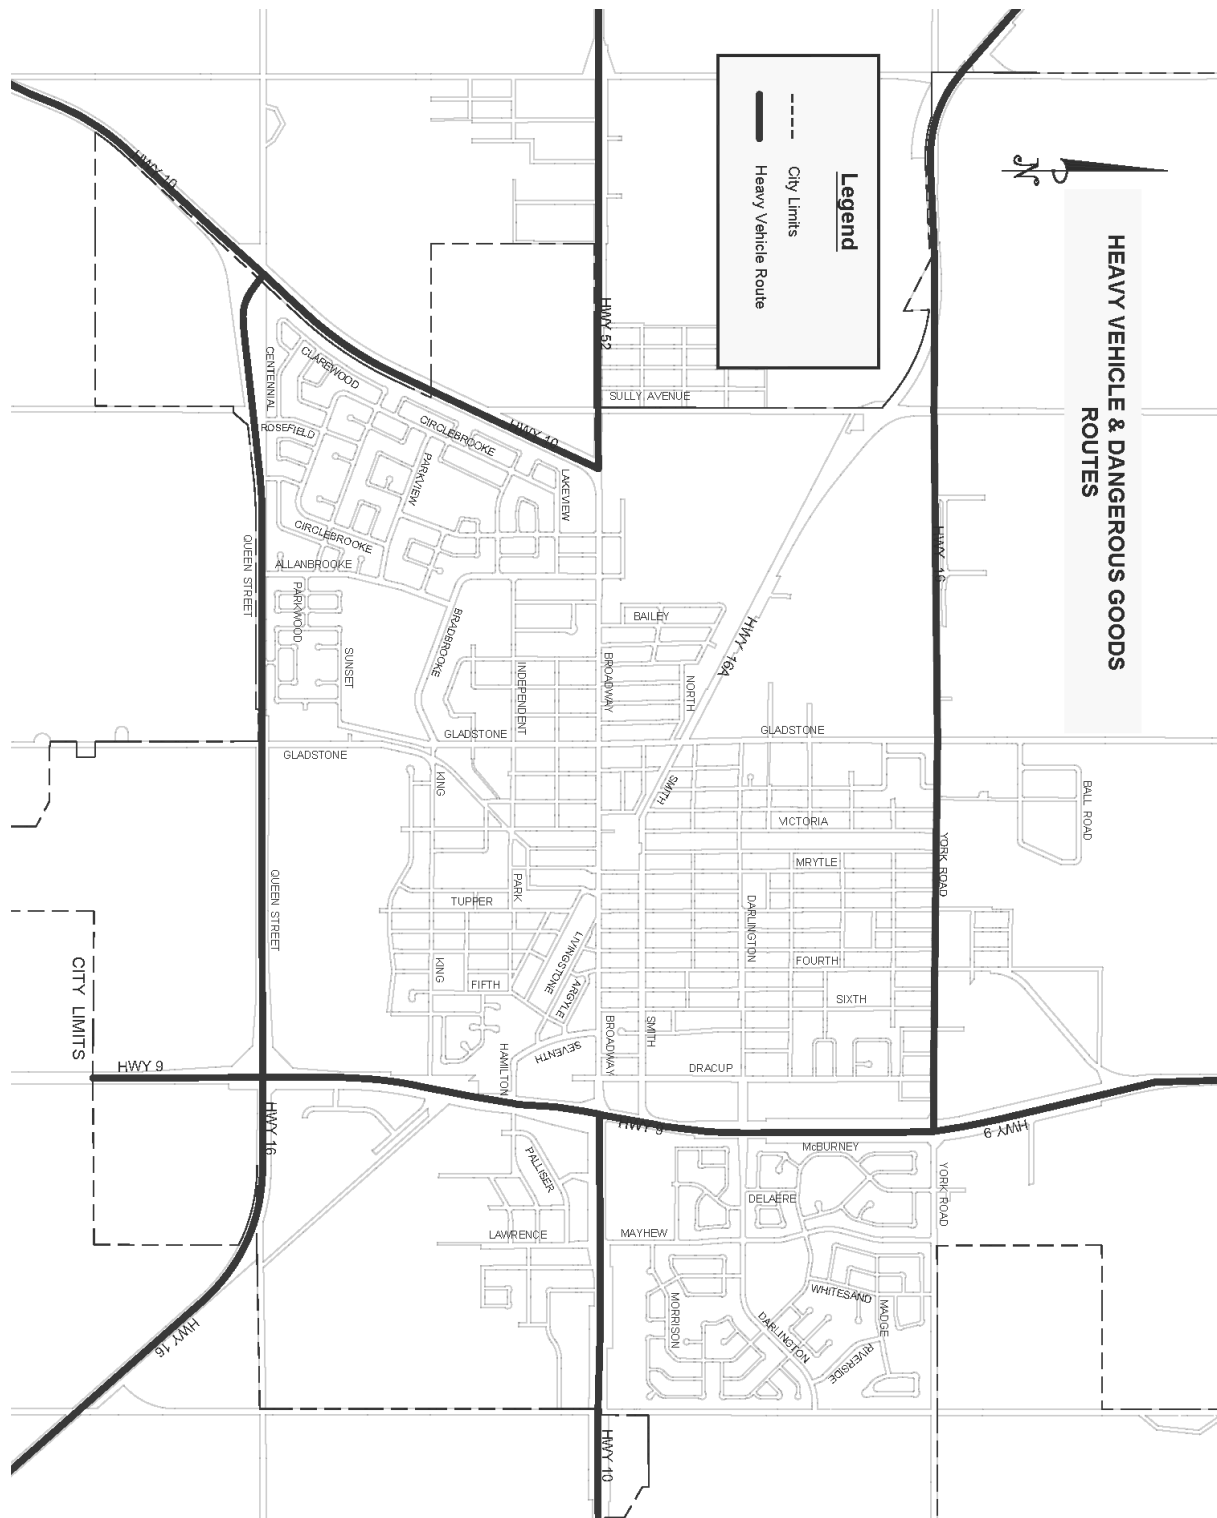 HEAVY VEHICLE & DANGEROUS GOODS
ROUTES
N
Legend
City Limits
Heavy Vehicle Route
HWY 10
HWY 52
SULLY AVENUE
CENTENNIAL
CLAREWOOD
ROSEFIELD
CIRCLEBROOKE
HWY 10
PARKVIEW
LAKEVIEW
CIRCLEBROOKE
ALLANBROOKE
QUEEN STREET
PARKWOOD
SUNSET
BRADBROOKE
INDEPENDENT
BROADWAY
BAILEY
NORTH
HWY 16A
HWY 16
GLADSTONE
GLADSTONE
GLADSTONE
KING
SMITH
VICTORIA
BALL ROAD
MRYTLE
YORK ROAD
QUEEN STREET
TUPPER
PARK
DARLINGTON
LIVINGSTONE
ARGYLE
FOURTH
KING
FIFTH
SIXTH
CITY LIMITS
HWY 9
HAMILTON
SEVENTH
BROADWAY
SMITH
DRACUP
HWY 16
HWY 9
HWY 9
McBURNEY
PALLISER
DELAERE
YORK ROAD
LAWRENCE
MAYHEW
MORRISON
WHITESAND
MADGE
DARLINGTON
RIVERSIDE
HWY 16
HWY 10